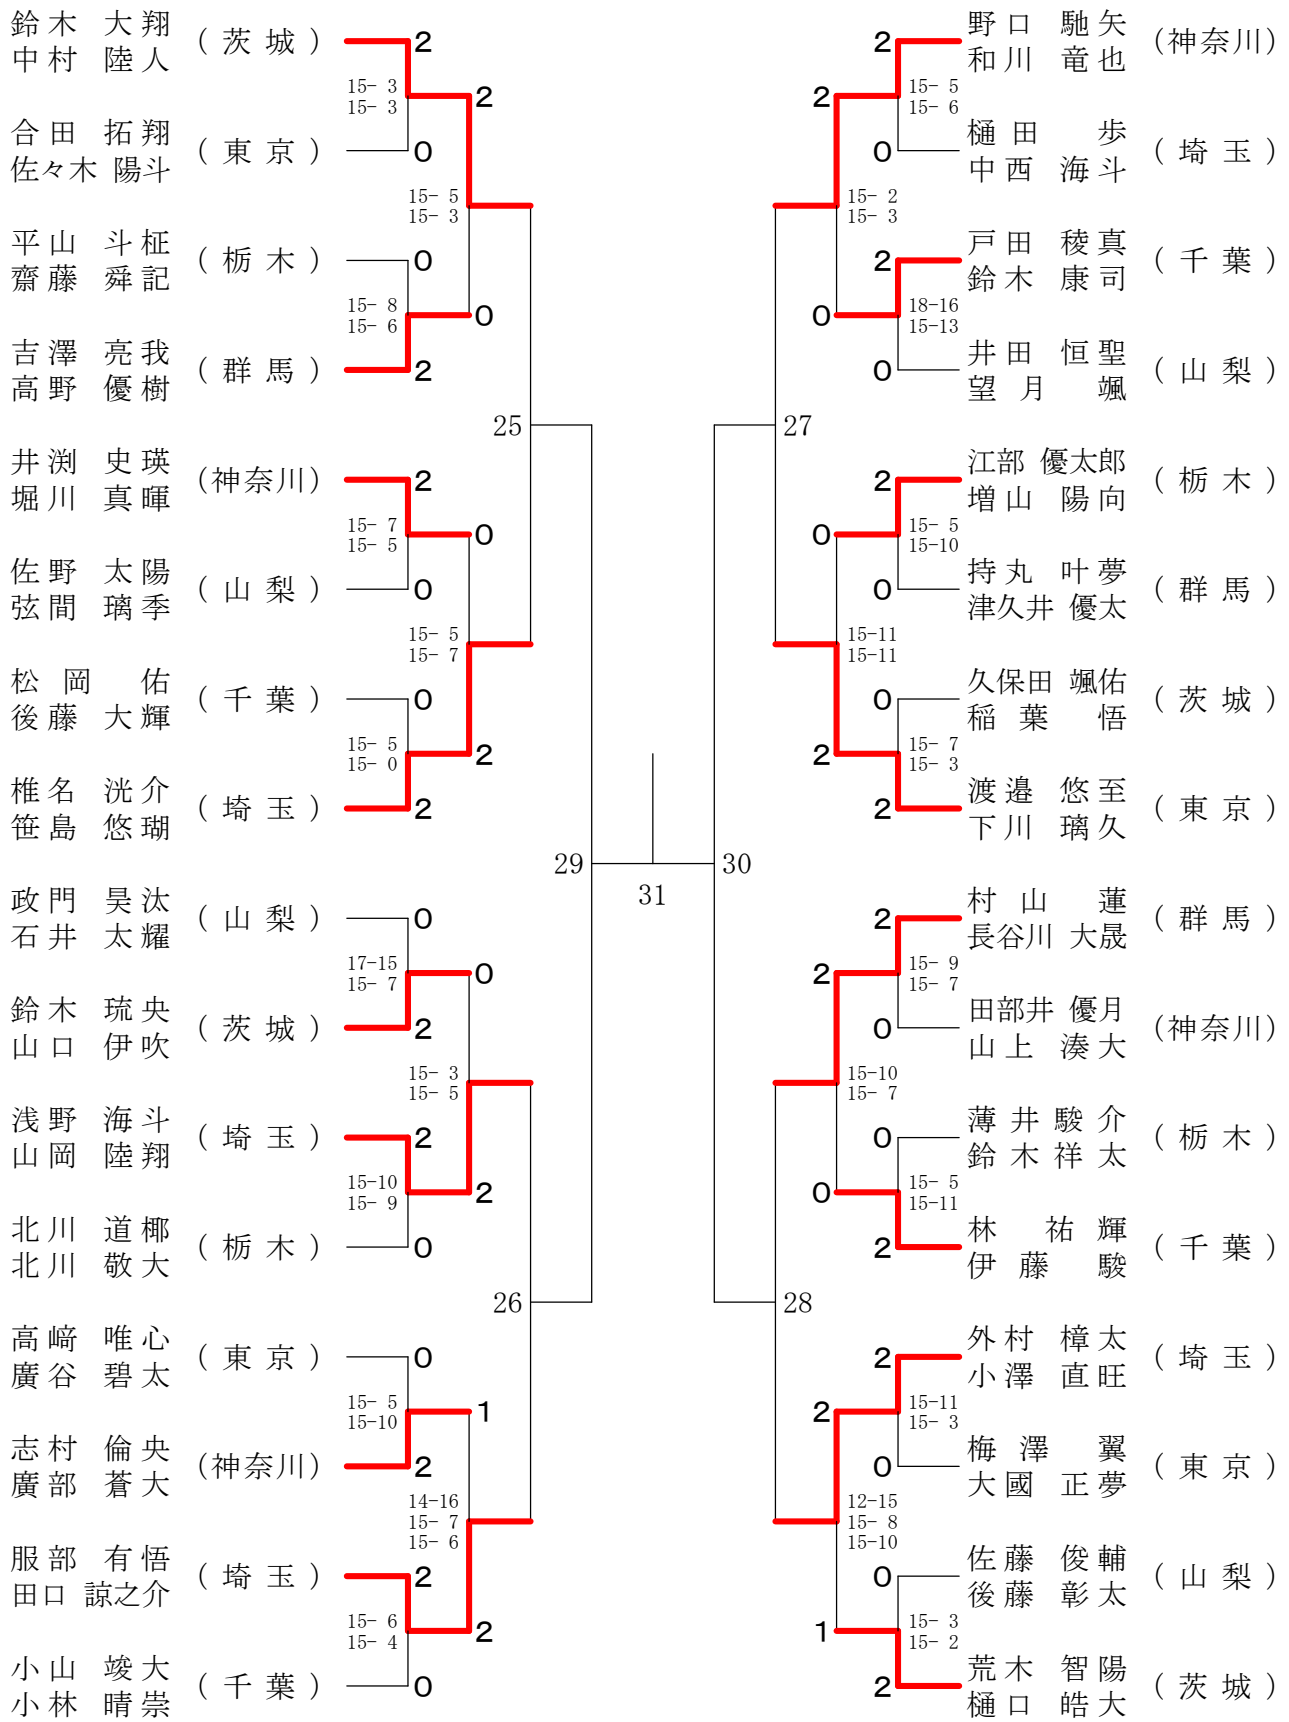 鈴木 大翔
中村 陸人
(茨城)
2
15- 3
15- 3
2
合田 拓翔
佐々木 陽斗
(東京)
0
15- 5
15- 3
平山 斗柾
齋藤 舜記
(栃木)
0
15- 8
15- 6
0
吉澤 亮我
高野 優樹
(群馬)
2
25
井渕 史瑛
堀川 真暉
(神奈川)
2
15- 7
15- 5
0
佐野 太陽
弦間 璃季
(山梨)
0
15- 5
15- 7
松岡 佑
後藤 大輝
(千葉)
0
15- 5
15- 0
2
椎名 洸介
笹島 悠瑚
(埼玉)
2
29
政門 昊汰
石井 太耀
(山梨)
0
17-15
15- 7
0
鈴木 琉央
山口 伊吹
(茨城)
2
15- 3
15- 5
浅野 海斗
山岡 陸翔
(埼玉)
2
15-10
15- 9
2
北川 道椰
北川 敬大
(栃木)
0
26
高﨑 唯心
廣谷 碧太
(東京)
0
15- 5
15-10
1
志村 倫央
廣部 蒼大
(神奈川)
2
14-16
15- 7
15- 6
服部 有悟
田口 諒之介
(埼玉)
2
15- 6
15- 4
2
小山 竣大
小林 晴崇
(千葉)
0
31
野口 馳矢
和川 竜也
(神奈川)
2
15- 5
15- 6
2
樋田 歩
中西 海斗
(埼玉)
0
15- 2
15- 3
戸田 稜真
鈴木 康司
(千葉)
2
18-16
15-13
0
井田 恒聖
望月 颯
(山梨)
0
27
江部 優太郎
増山 陽向
(栃木)
2
15- 5
15-10
0
持丸 叶夢
津久井 優太
(群馬)
0
15-11
15-11
久保田 颯佑
稲葉 悟
(茨城)
0
15- 7
15- 3
2
渡邉 悠至
下川 璃久
(東京)
2
30
村山 蓮
長谷川 大晟
(群馬)
2
15- 9
15- 7
2
田部井 優月
山上 湊大
(神奈川)
0
15-10
15- 7
薄井駿介
鈴木祥太
(栃木)
0
15- 5
15-11
0
林 祐輝
伊藤 駿
(千葉)
2
28
外村 樟太
小澤 直旺
(埼玉)
2
15-11
15- 3
2
梅澤 翼
大國 正夢
(東京)
0
12-15
15- 8
15-10
佐藤 俊輔
後藤 彰太
(山梨)
0
15- 3
15- 2
1
荒木 智陽
樋口 皓大
(茨城)
2